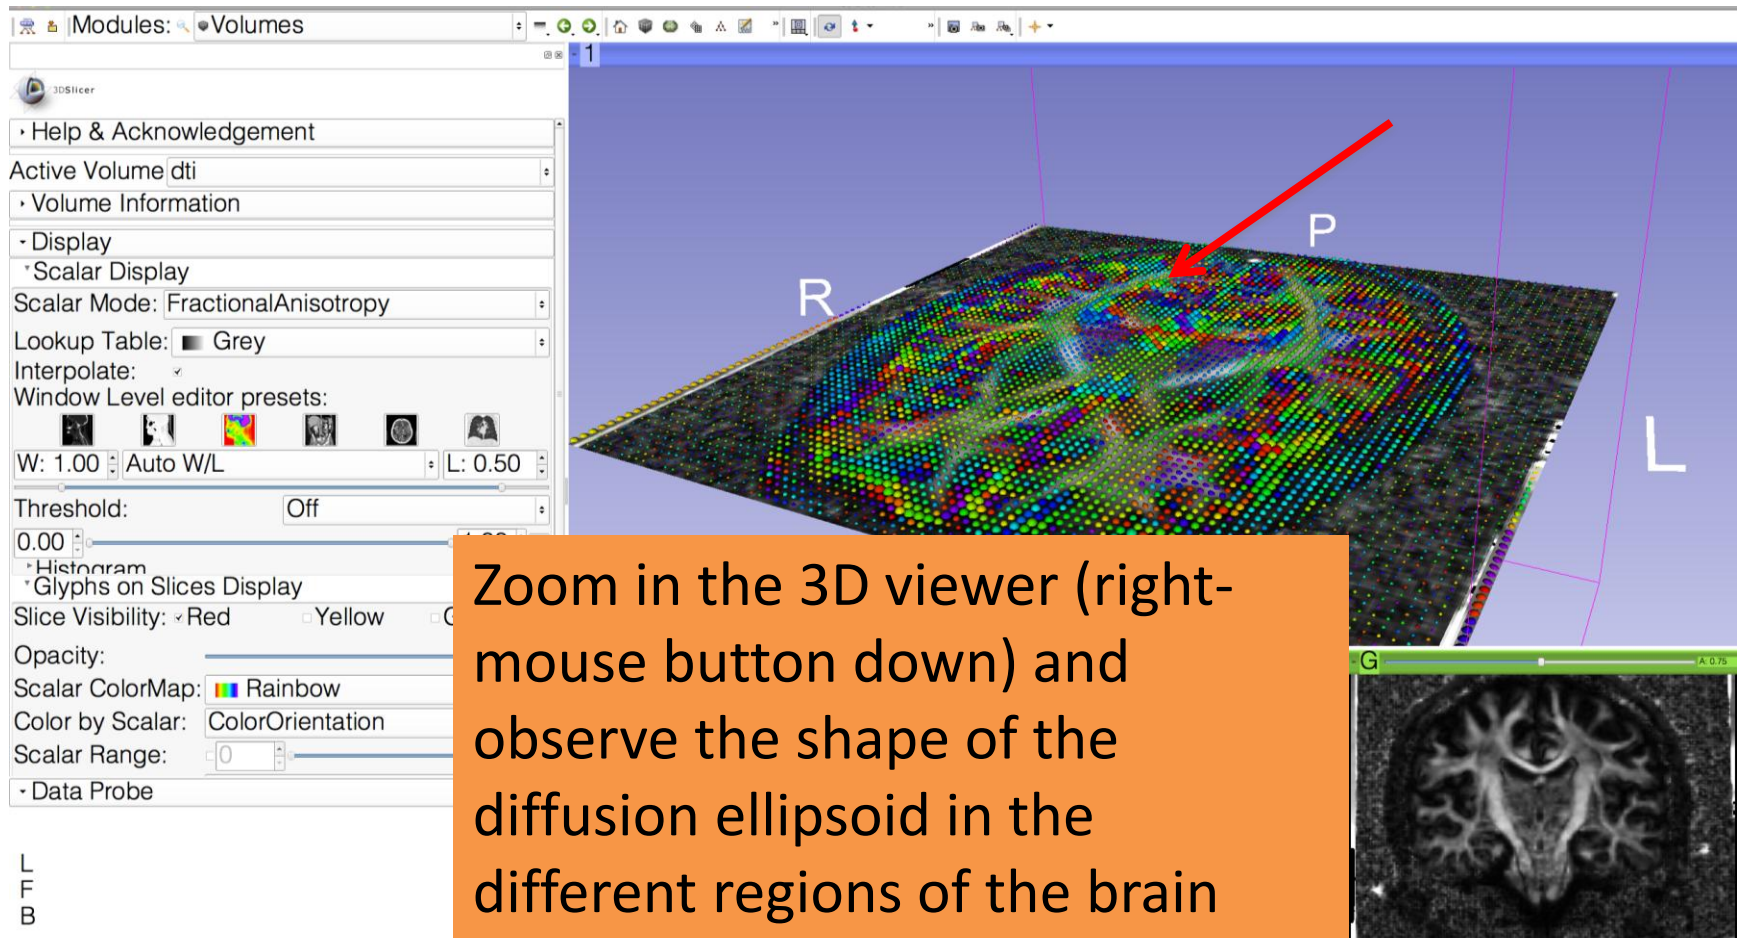 Modules: Volumes
1
3DSlicer
Help & Acknowledgement
Active Volume dti
Volume Information
Display
Scalar Display
Scalar Mode: FractionalAnisotropy
Lookup Table: Grey
Interpolate:
Window Level editor presets:
W: 1.00 Auto W/L L: 0.50
Threshold: Off
0.00
Histogram
Glyphs on Slices Display
Slice Visibility: Red Yellow
Opacity:
Scalar ColorMap: Rainbow
Color by Scalar: ColorOrientation
Scalar Range: 0
Data Probe
L
F
B
R
P
L
Zoom in the 3D viewer (right-
mouse button down) and
observe the shape of the
diffusion ellipsoid in the
different regions of the brain
G
A: 0.75